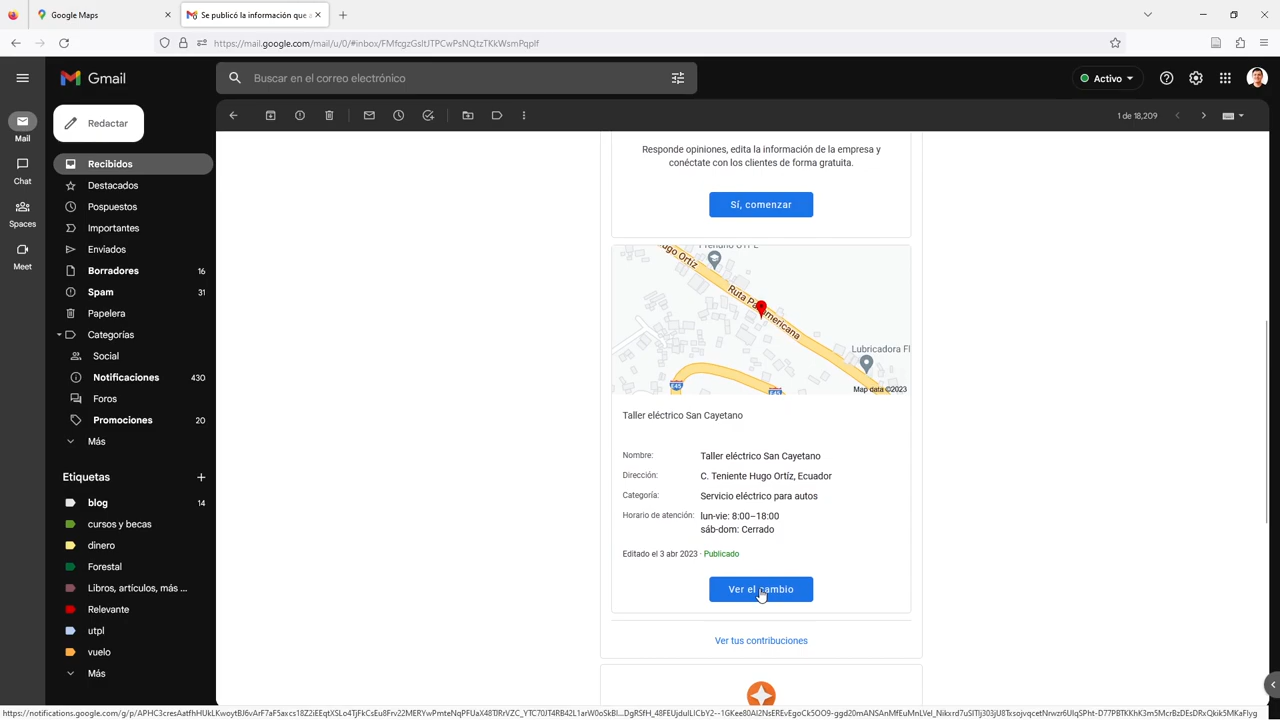 Google Maps
Se publicó la información que a
https://mail.google.com/mail/u/0/#inbox/FMfcgzGsltJTPCwPsNQtzTKkWsmPqplf
Gmail
Buscar en el correo electrónico
Activo
Redactar
1 de 18,209
Mail
Chat
Spaces
Meet
Recibidos
Destacados
Pospuestos
Importantes
Enviados
Borradores 16
Spam 31
Papelera
Categorías
Social
Notificaciones 430
Foros
Promociones 20
Más
Etiquetas
blog 14
cursos y becas
dinero
Forestal
Libros, artículos, más ...
Relevante
utpl
vuelo
Más
Responde opiniones, edita la información de la empresa y
conéctate con los clientes de forma gratuita.
Sí, comenzar
Hugo Ortíz
Ruta Panamericana
Lubricadora Fl
E35
Map data ©2023
Taller eléctrico San Cayetano
Nombre: Taller eléctrico San Cayetano
Dirección: C. Teniente Hugo Ortíz, Ecuador
Categoría: Servicio eléctrico para autos
Horario de atención: lun-vie: 8:00–18:00
sáb-dom: Cerrado
Editado el 3 abr 2023 · Publicado
Ver el cambio
Ver tus contribuciones